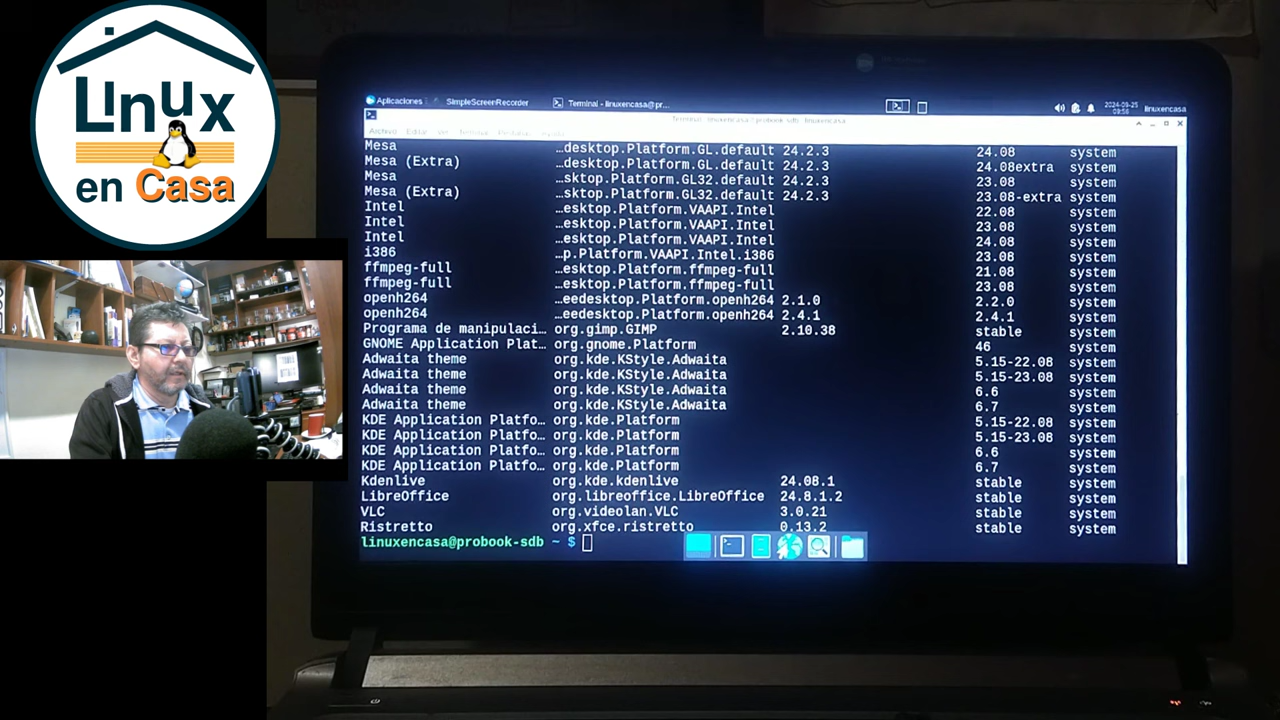 Linux
en Casa
Aplicaciones SimpleScreenRecorder Terminal - linuxencasa@pr... 2024-09-25 linuxencasa
09:56
Archivo Editar Ver Terminal Pestañas Ayuda
Mesa …desktop.Platform.GL.default 24.2.3 24.08 system
Mesa (Extra) …desktop.Platform.GL.default 24.2.3 24.08extra system
Mesa …sktop.Platform.GL32.default 24.2.3 23.08 system
Mesa (Extra) …sktop.Platform.GL32.default 24.2.3 23.08-extra system
Intel …esktop.Platform.VAAPI.Intel 22.08 system
Intel …esktop.Platform.VAAPI.Intel 23.08 system
Intel …esktop.Platform.VAAPI.Intel 24.08 system
i386 …p.Platform.VAAPI.Intel.i386 23.08 system
ffmpeg-full …esktop.Platform.ffmpeg-full 21.08 system
ffmpeg-full …esktop.Platform.ffmpeg-full 23.08 system
openh264 …eedesktop.Platform.openh264 2.1.0 2.2.0 system
openh264 …eedesktop.Platform.openh264 2.4.1 2.4.1 system
Programa de manipulaci… org.gimp.GIMP 2.10.38 stable system
GNOME Application Plat… org.gnome.Platform 46 system
Adwaita theme org.kde.KStyle.Adwaita 5.15-22.08 system
Adwaita theme org.kde.KStyle.Adwaita 5.15-23.08 system
Adwaita theme org.kde.KStyle.Adwaita 6.6 system
Adwaita theme org.kde.KStyle.Adwaita 6.7 system
KDE Application Platfo… org.kde.Platform 5.15-22.08 system
KDE Application Platfo… org.kde.Platform 5.15-23.08 system
KDE Application Platfo… org.kde.Platform 6.6 system
KDE Application Platfo… org.kde.Platform 6.7 system
Kdenlive org.kde.kdenlive 24.08.1 stable system
LibreOffice org.libreoffice.LibreOffice 24.8.1.2 stable system
VLC org.videolan.VLC 3.0.21 stable system
Ristretto org.xfce.ristretto 0.13.2 stable system
linuxencasa@probook-sdb ~ $